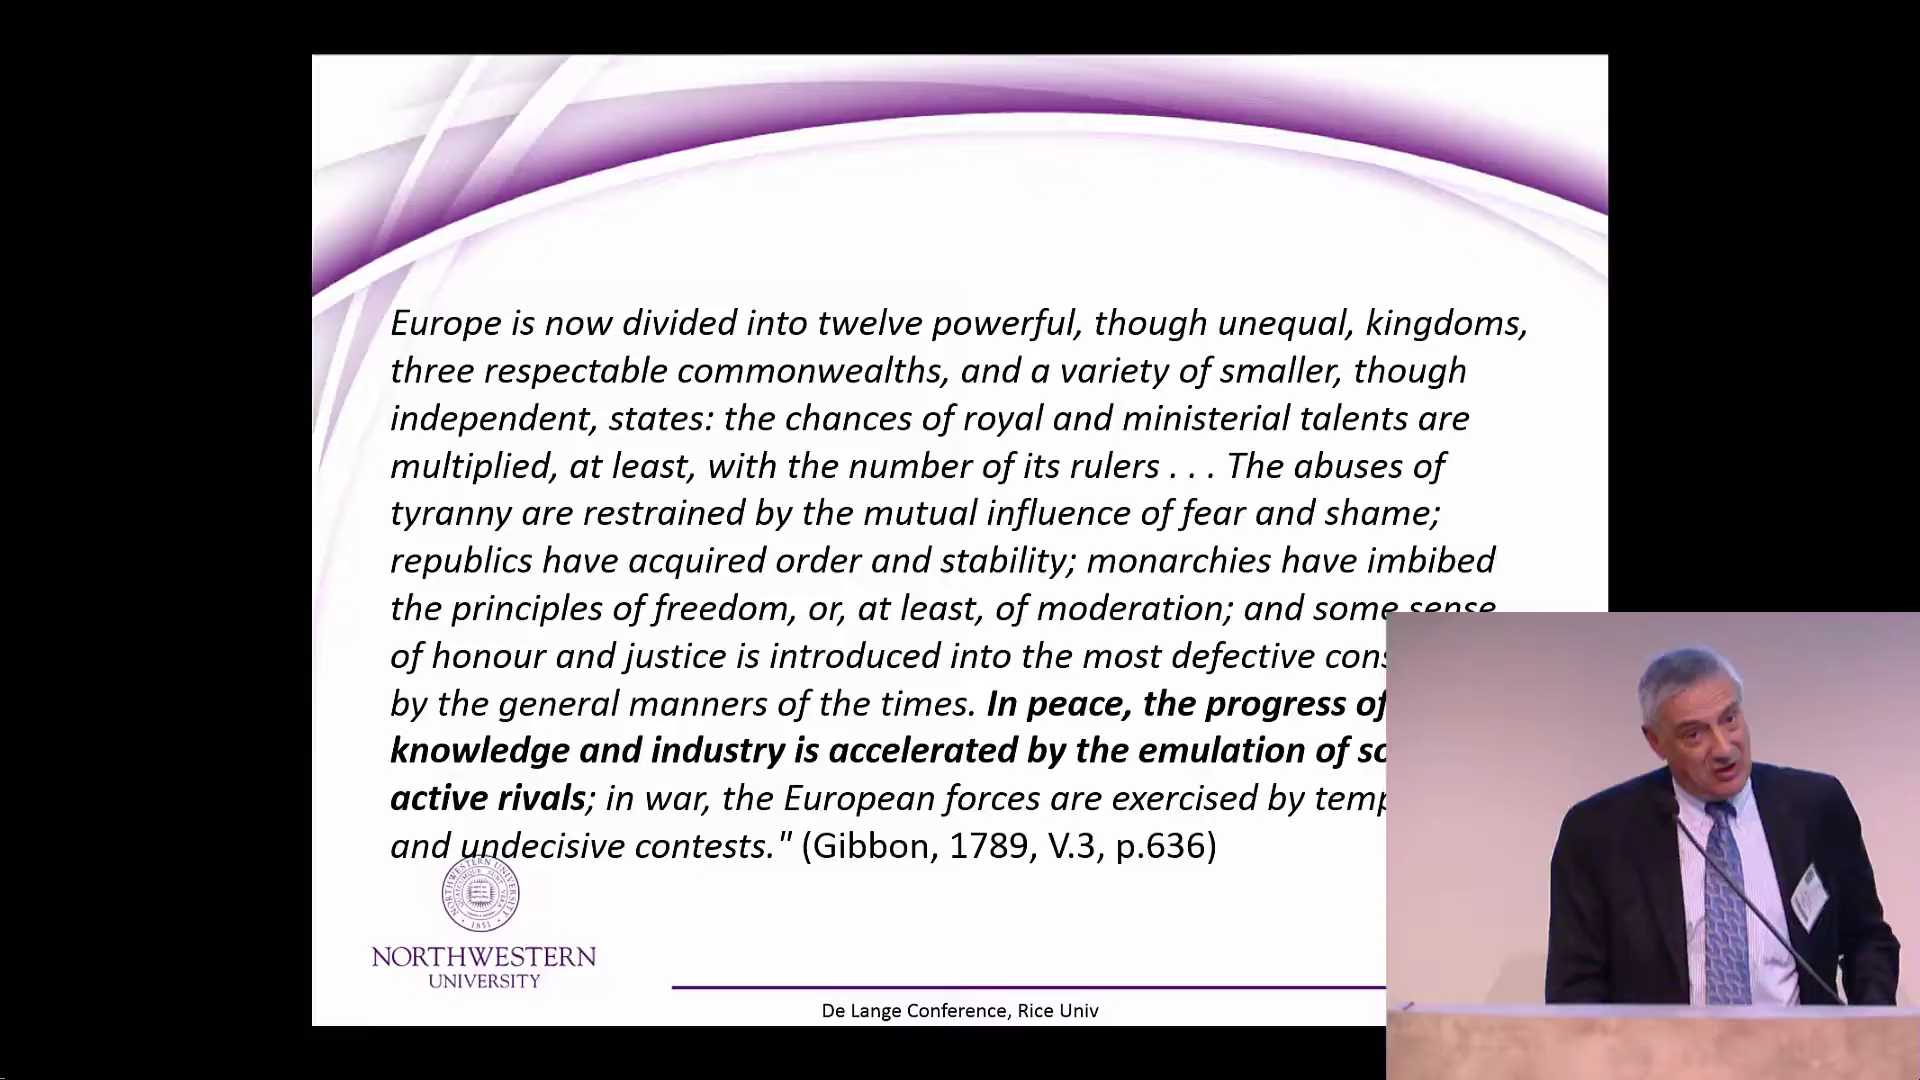 Europe is now divided into twelve powerful, though unequal, kingdoms,
three respectable commonwealths, and a variety of smaller, though
independent, states: the chances of royal and ministerial talents are
multiplied, at least, with the number of its rulers . . . The abuses of
tyranny are restrained by the mutual influence of fear and shame;
republics have acquired order and stability; monarchies have imbibed
the principles of freedom, or, at least, of moderation; and some sense
of honour and justice is introduced into the most defective
by the general manners of the times. In peace, the progress of
knowledge and industry is accelerated by the emulation of
active rivals; in war, the European forces are exercised by
and undecisive contests." (Gibbon, 1789, V.3, p.636)
NORTHWESTERN
UNIVERSITY
De Lange Conference, Rice Univ